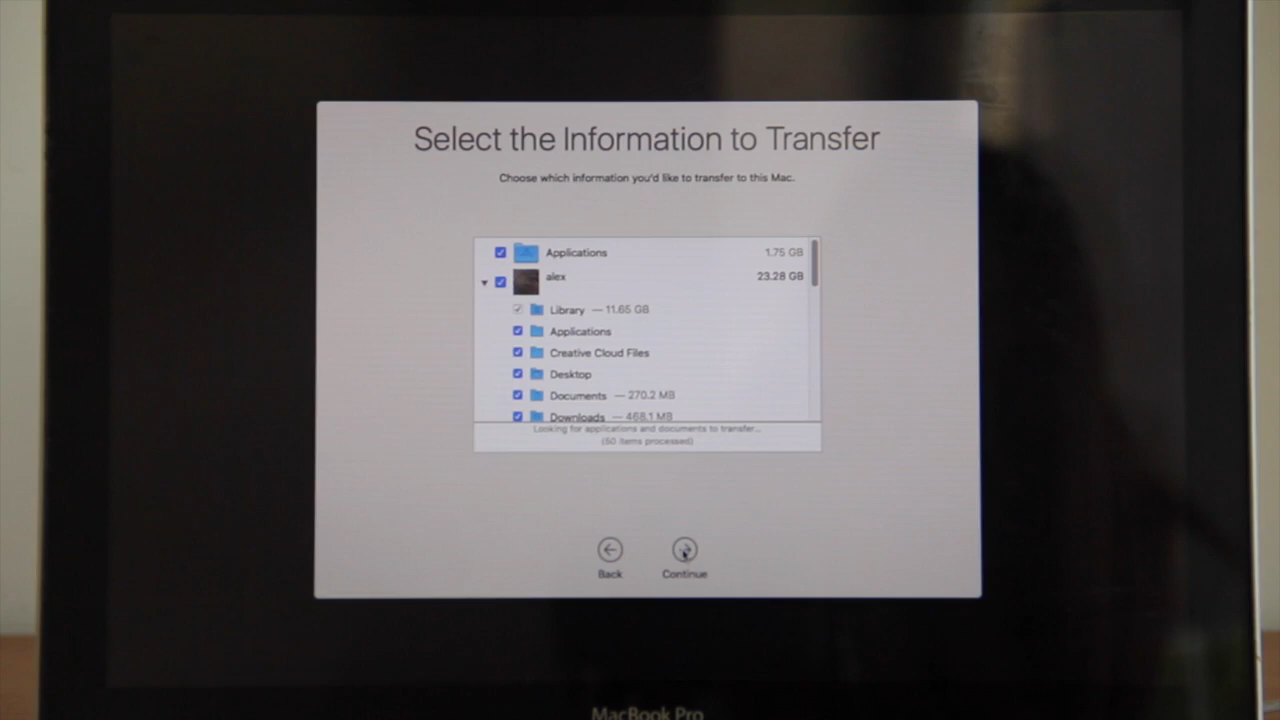 Select the Information to Transfer
Choose which information you'd like to transfer to this Mac.
Applications 1.75 GB
alex 23.28 GB
Library — 11.65 GB
Applications
Creative Cloud Files
Desktop
Documents — 270.2 MB
Downloads — 468.1 MB
Looking for applications and documents to transfer...
(50 items processed)
Back Continue
MacBook Pro